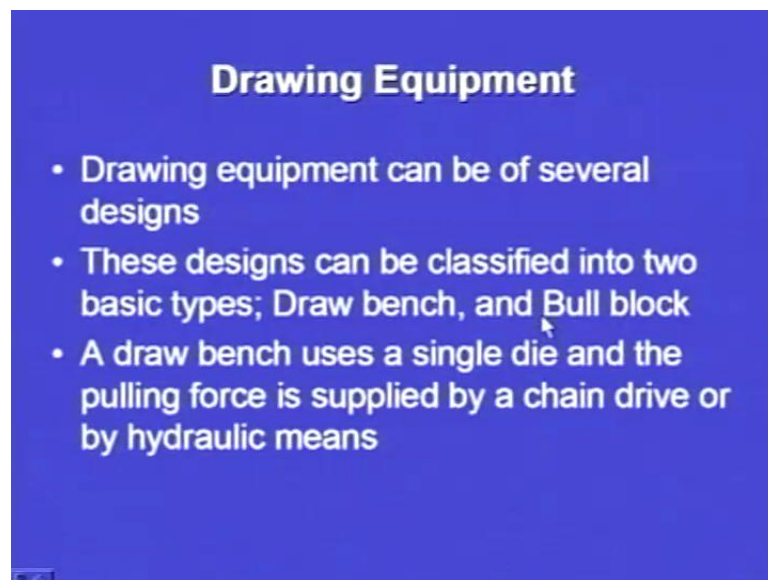 Drawing Equipment
• Drawing equipment can be of several
designs
• These designs can be classified into two
basic types; Draw bench, and Bull block
• A draw bench uses a single die and the
pulling force is supplied by a chain drive or
by hydraulic means